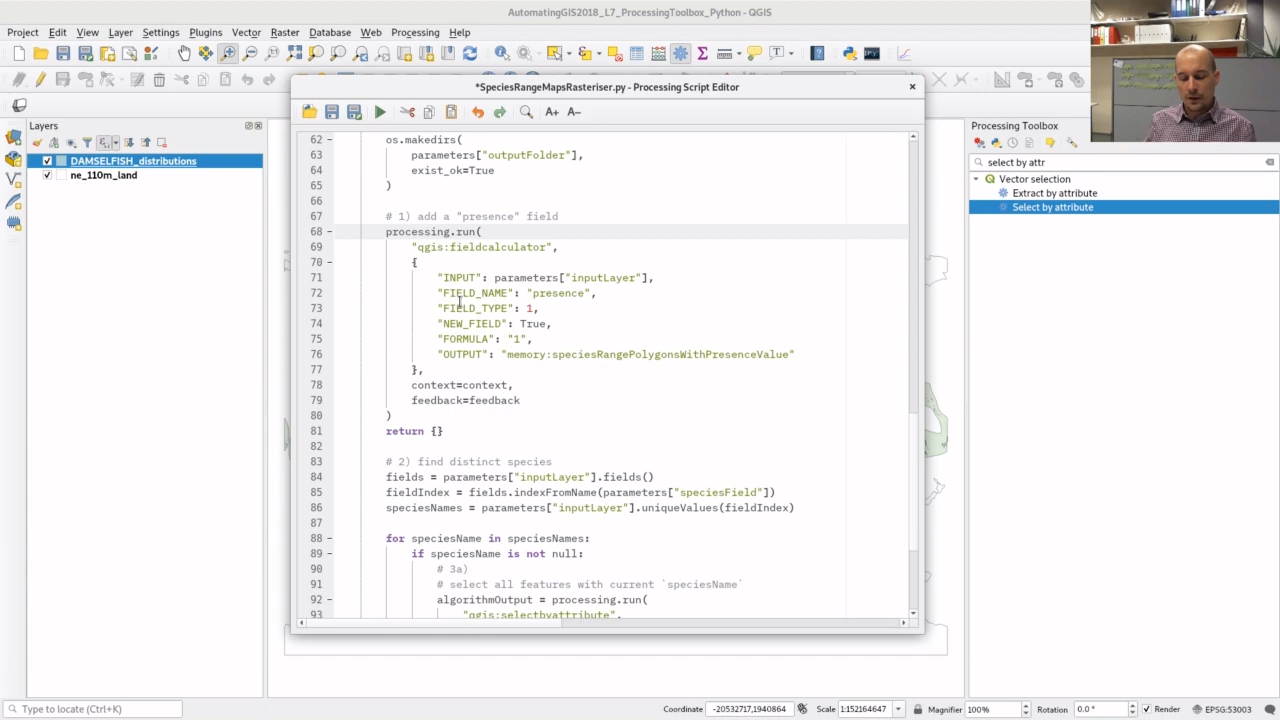 AutomatingGIS2018_L7_ProcessingToolbox_Python - QGIS
Project Edit View Layer Settings Plugins Vector Raster Database Web Processing Help
*SpeciesRangeMapsRasteriser.py - Processing Script Editor
Layers
DAMSELFISH_distributions
ne_110m_land
62 os.makedirs(
63 parameters["outputFolder"],
64 exist_ok=True
65 )
66
67 # 1) add a "presence" field
68 processing.run(
69 "qgis:fieldcalculator",
70 {
71 "INPUT": parameters["inputLayer"],
72 "FIELD_NAME": "presence",
73 "FIELD_TYPE": 1,
74 "NEW_FIELD": True,
75 "FORMULA": "1",
76 "OUTPUT": "memory:speciesRangePolygonsWithPresenceValue"
77 },
78 context=context,
79 feedback=feedback
80 )
81 return {}
82
83 # 2) find distinct species
84 fields = parameters["inputLayer"].fields()
85 fieldIndex = fields.indexFromName(parameters["speciesField"])
86 speciesNames = parameters["inputLayer"].uniqueValues(fieldIndex)
87
88 for speciesName in speciesNames:
89 if speciesName is not null:
90 # 3a)
91 # select all features with current `speciesName`
92 algorithmOutput = processing.run(
93 "qgis:selectbyattribute",
Processing Toolbox
select by attr
Vector selection
Extract by attribute
Select by attribute
Type to locate (Ctrl+K)
Coordinate -20532717,1940864 Scale 1:152164647 Magnifier 100% Rotation 0.0 ° Render EPSG:53003